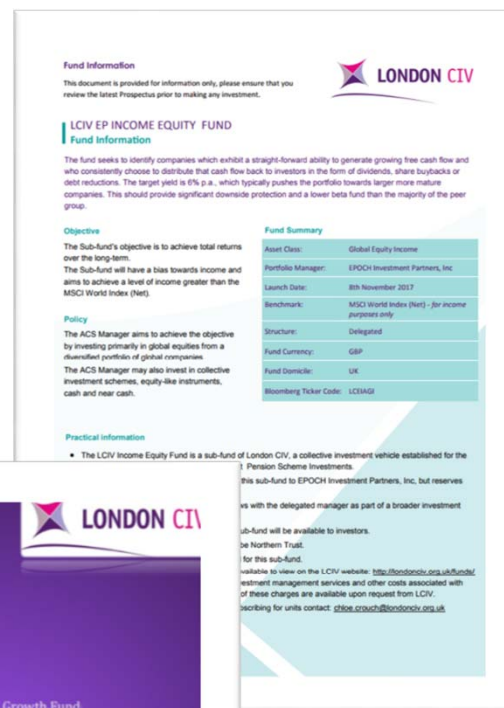 Fund Information
LONDON CIV
This document is provided for information only, please ensure that you
review the latest Prospectus prior to making any investment.
LCIV EP INCOME EQUITY FUND
Fund Information
The fund seeks to identify companies which exhibit a straight-forward ability to generate growing free cash flow and
who consistently choose to distribute that cash flow back to investors in the form of dividends, share buybacks or
debt reductions. The target yield is 6% p.a., which typically pushes the portfolio towards larger more mature
companies. This should provide significant downside protection and a lower beta fund than the majority of the peer
group.
Objective
The Sub-fund's objective is to achieve total returns
over the long-term.
The Sub-fund will have a bias towards income and
aims to achieve a level of income greater than the
MSCI World Index (Net).
Policy
The ACS Manager aims to achieve the objective
by investing primarily in global equities from a
diversified portfolio of global companies
The ACS Manager may also invest in collective
investment schemes, equity-like instruments,
cash and near cash.
Fund Summary
Asset Class: Global Equity Income
Portfolio Manager: EPOCH Investment Partners, Inc
Launch Date: 8th November 2017
Benchmark: MSCI World Index (Net) - for income
purposes only
Structure: Delegated
Fund Currency: GBP
Fund Domicile: UK
Bloomberg Ticker Code: LCEIAGI
Practical information
• The LCIV Income Equity Fund is a sub-fund of London CIV, a collective investment vehicle established for the
Pension Scheme Investments.
this sub-fund to EPOCH Investment Partners, Inc, but reserves
with the delegated manager as part of a broader investment
sub-fund will be available to investors.
be Northern Trust.
for this sub-fund.
available to view on the LCIV website: http://londonciv.org.uk/funds/
investment management services and other costs associated with
of these charges are available upon request from LCIV.
subscribing for units contact: chloe.crouch@londonciv.org.uk
LONDON CIV
Growth Fund